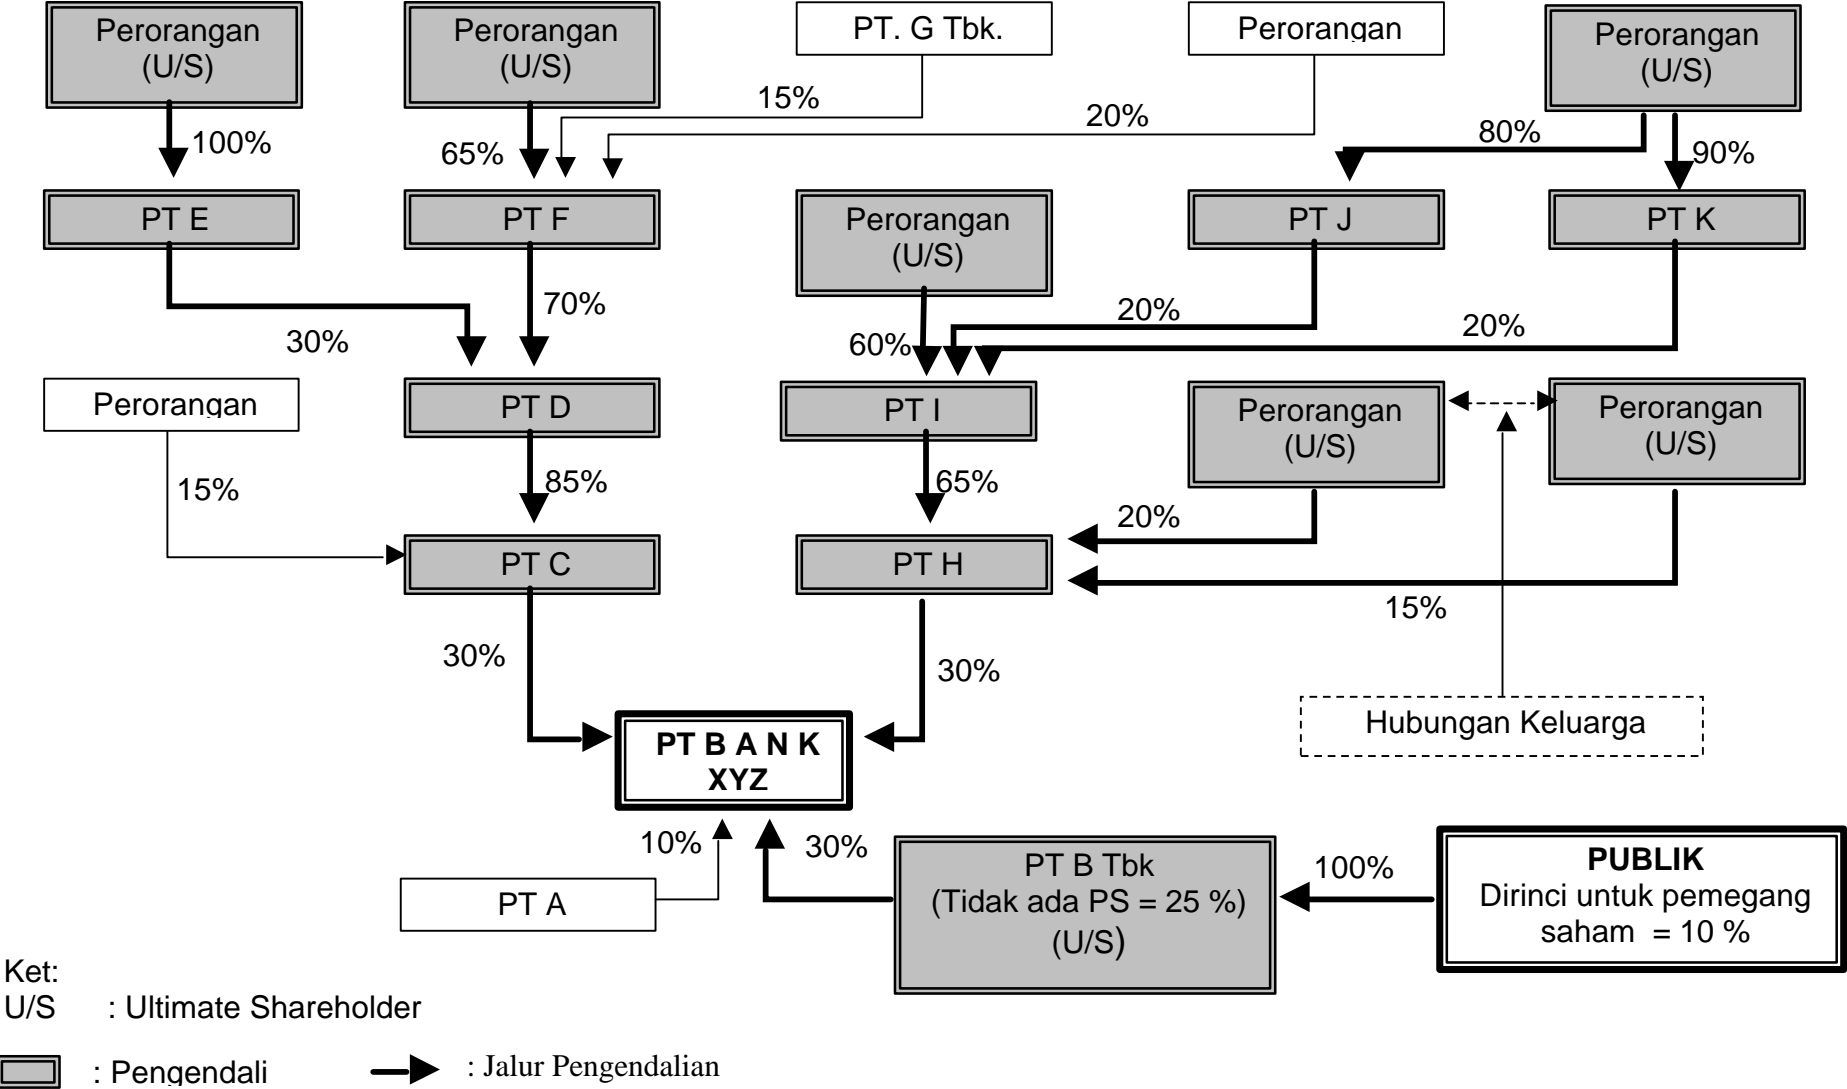 Perorangan
(U/S)
Perorangan
(U/S)
PT. G Tbk.
Perorangan
Perorangan
(U/S)
100%
65%
15%
20%
80%
90%
PT E
PT F
Perorangan
(U/S)
PT J
PT K
30%
70%
60%
20%
20%
Perorangan
PT D
PT I
Perorangan
(U/S)
Perorangan
(U/S)
15%
85%
65%
20%
PT C
PT H
15%
30%
30%
Hubungan Keluarga
PT B A N K
XYZ
10%
30%
PT A
PT B Tbk
(Tidak ada PS = 25 %)
(U/S)
100%
PUBLIK
Dirinci untuk pemegang
saham = 10 %
Ket:
U/S : Ultimate Shareholder
: Pengendali
: Jalur Pengendalian